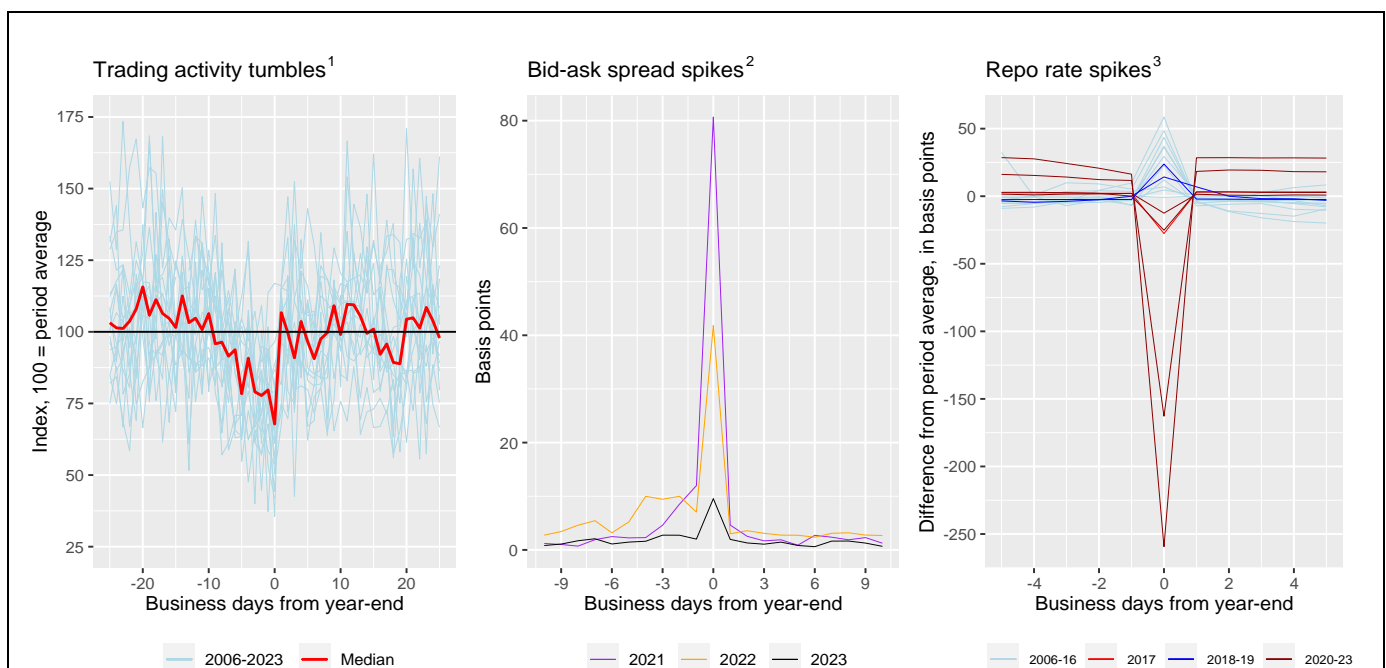 Trading activity tumbles1
Index, 100 = period average
175
150
125
100
75
50
25
-20 -10 0 10 20
Business days from year-end
2006-2023 Median
Bid-ask spread spikes2
Basis points
80
60
40
20
0
-9 -6 -3 0 3 6 9
Business days from year-end
2021 2022 2023
Repo rate spikes3
Difference from period average, in basis points
50
0
-50
-100
-150
-200
-250
-4 -2 0 2 4
Business days from year-end
2006-16 2017 2018-19 2020-23